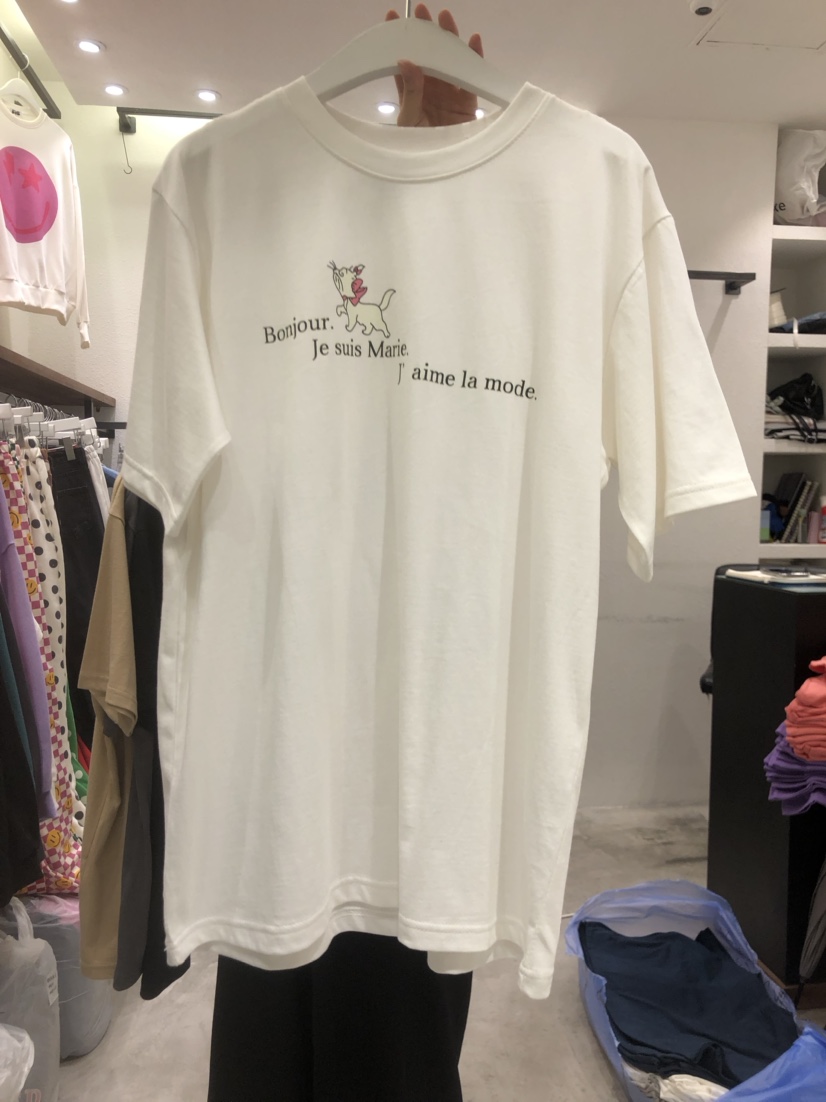 Bonjour.
Je suis Marie.
J' aime la mode.